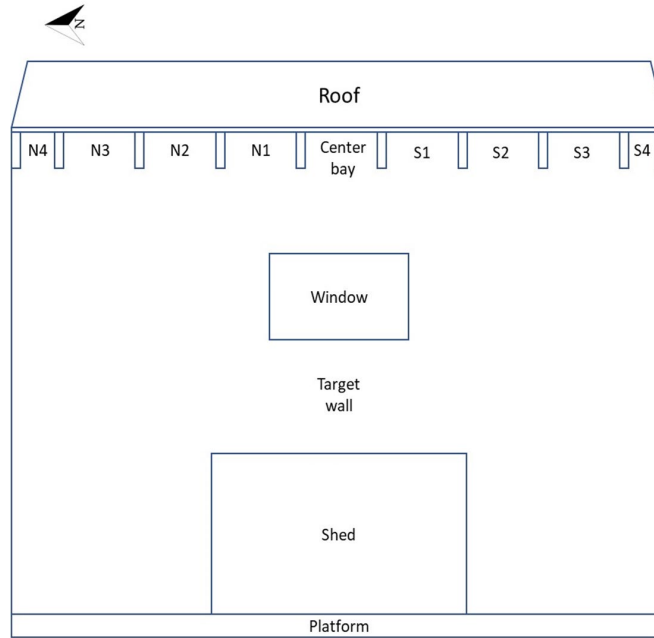 N
Roof
N4 N3 N2 N1 Center bay S1 S2 S3 S4
Window
Target
wall
Shed
Platform